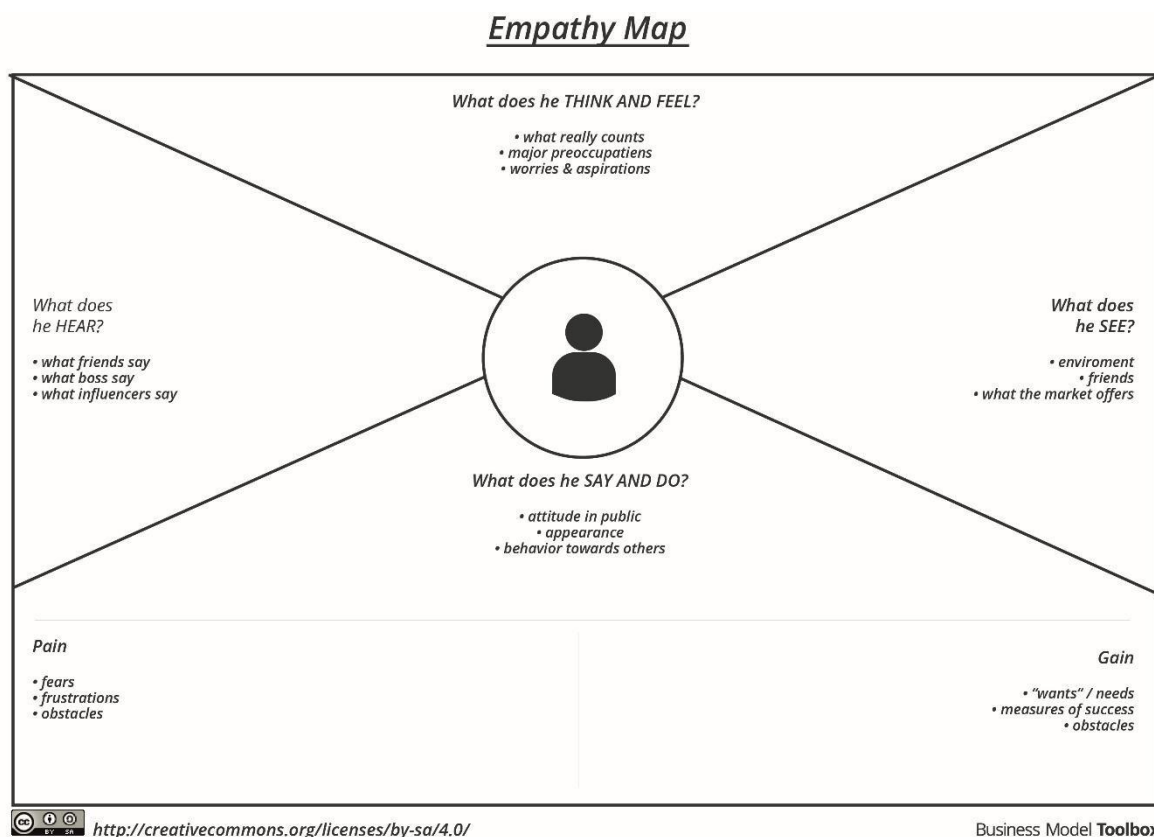 Empathy Map
What does he THINK AND FEEL?
• what really counts
• major preoccupatiens
• worries & aspirations
What does
he HEAR?
• what friends say
• what boss say
• what influencers say
What does
he SEE?
• enviroment
• friends
• what the market offers
What does he SAY AND DO?
• attitude in public
• appearance
• behavior towards others
Pain
• fears
• frustrations
• obstacles
Gain
• “wants” / needs
• measures of success
• obstacles
cc BY SA
http://creativecommons.org/licenses/by-sa/4.0/
Business Model Toolbox